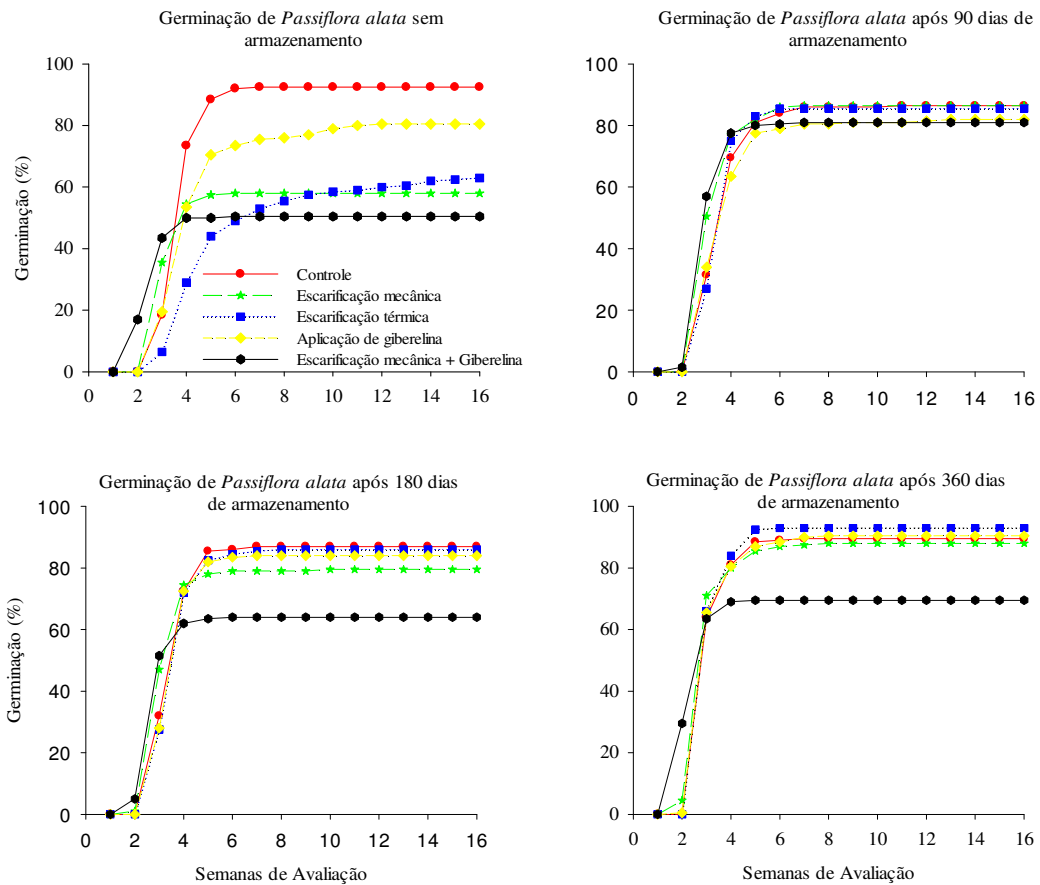 Germinação de Passiflora alata sem
armazenamento
Germinação de Passiflora alata após 90 dias de
armazenamento
100
80
60
40
20
0
Germinação (%)
0 2 4 6 8 10 12 14 16
Controle
Escarificação mecânica
Escarificação térmica
Aplicação de giberelina
Escarificação mecânica + Giberelina
100
80
60
40
20
0
0 2 4 6 8 10 12 14 16
Germinação de Passiflora alata após 180 dias
de armazenamento
Germinação de Passiflora alata após 360 dias
de armazenamento
100
80
60
40
20
0
Germinação (%)
0 2 4 6 8 10 12 14 16
Semanas de Avaliação
100
80
60
40
20
0
0 2 4 6 8 10 12 14 16
Semanas de Avaliação